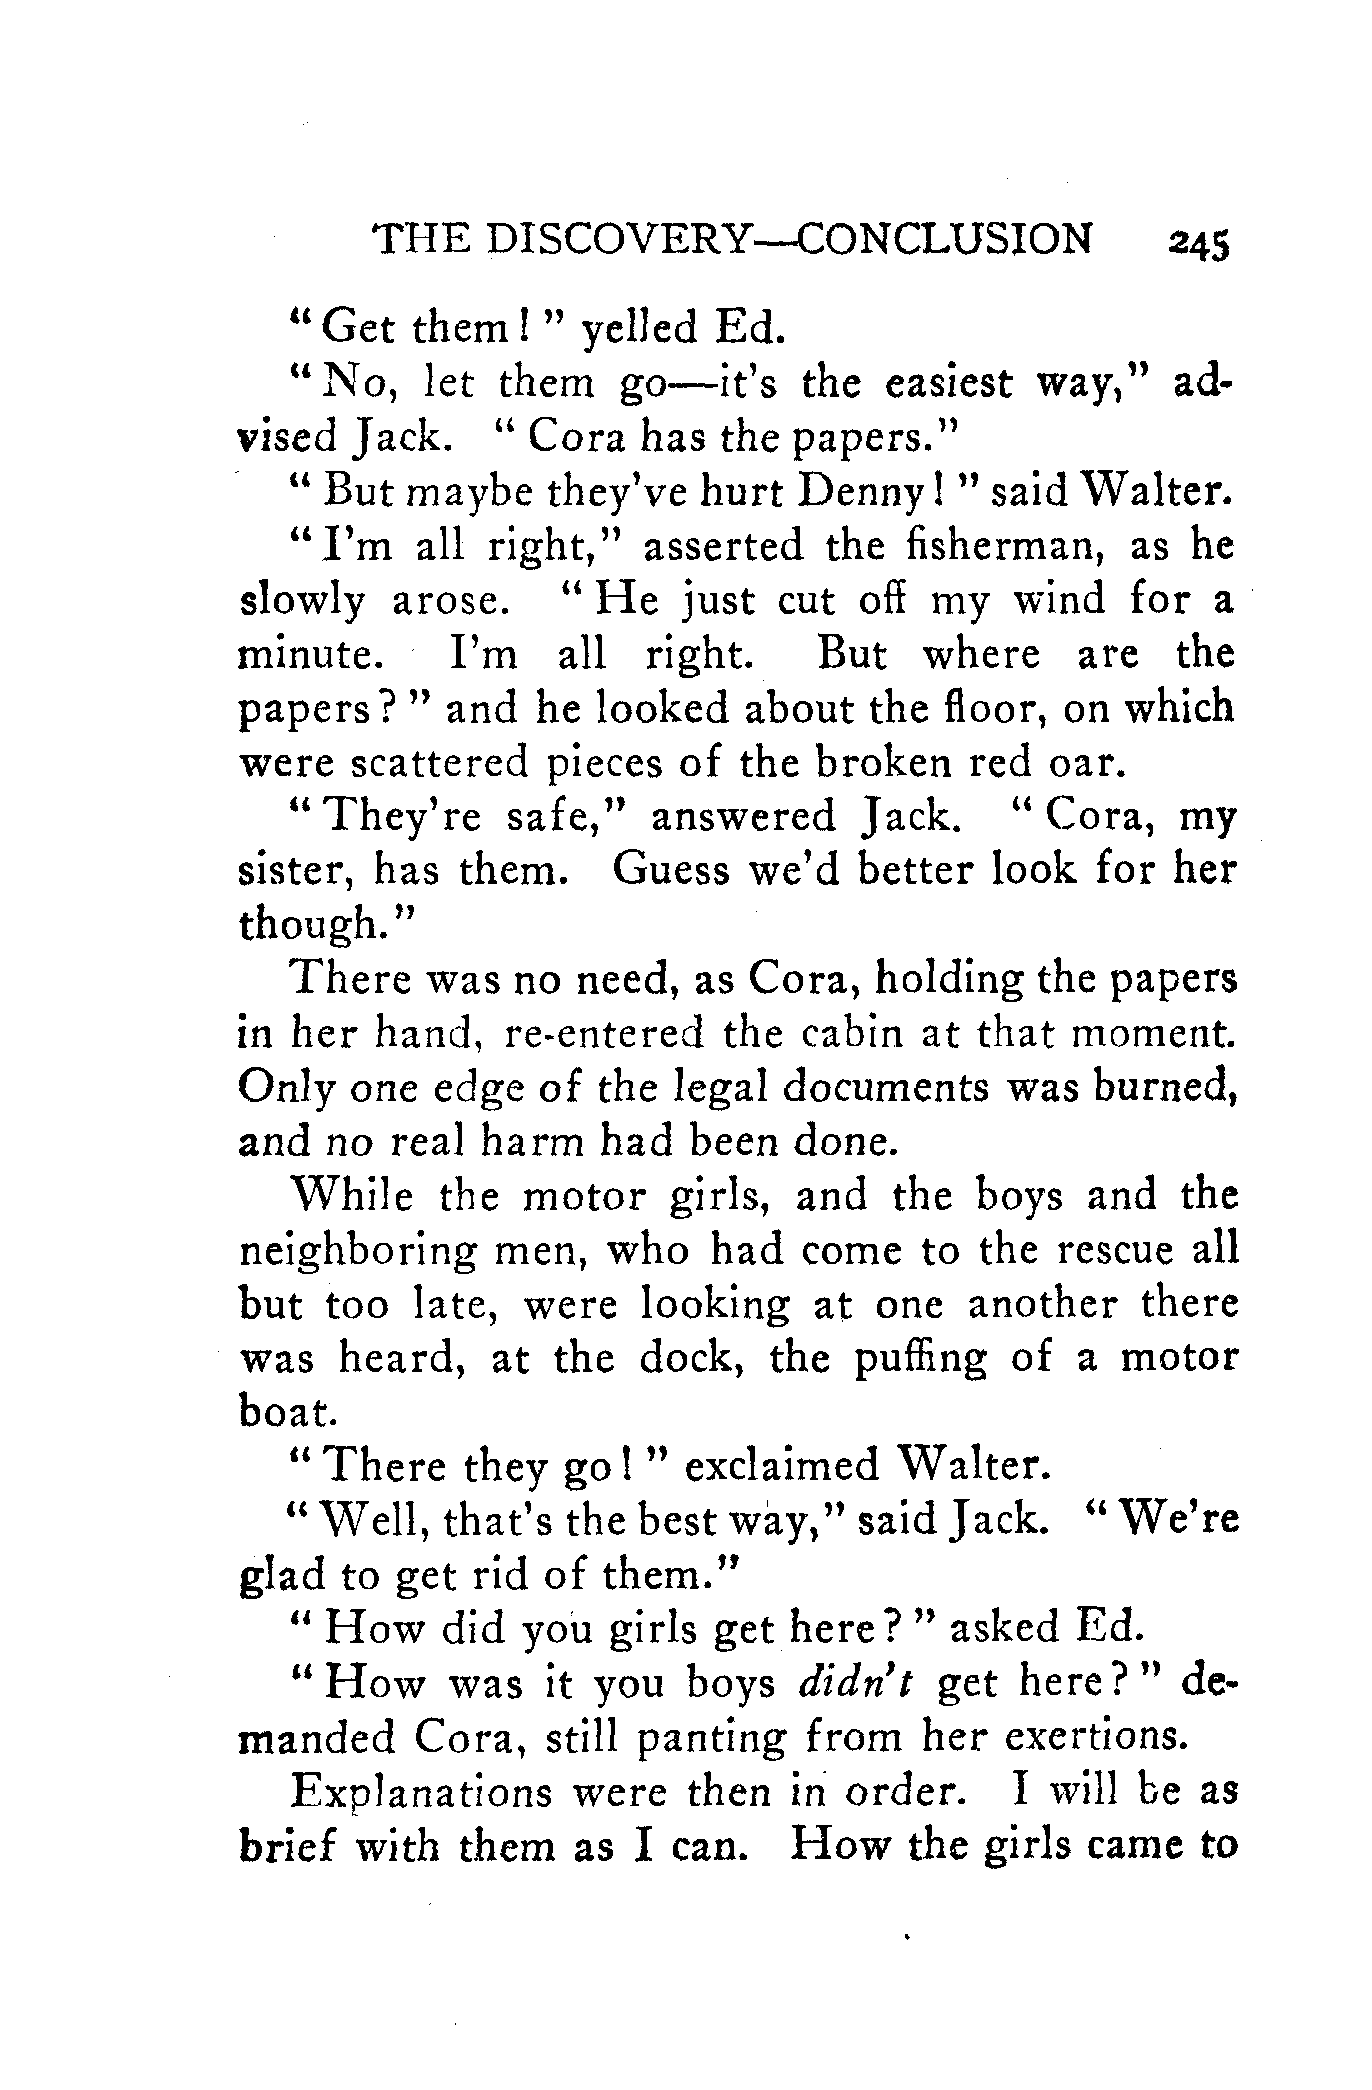 THE DISCOVERY—CONCLUSION 245
"Get them!" yelled Ed.
"No, let them go—it's the easiest way," ad-
vised Jack. "Cora has the papers."
"But maybe they've hurt Denny!" said Walter.
"I'm all right," asserted the fisherman, as he
slowly arose. "He just cut off my wind for a
minute. I'm all right. But where are the
papers?" and he looked about the floor, on which
were scattered pieces of the broken red oar.
"They're safe," answered Jack. "Cora, my
sister, has them. Guess we'd better look for her
though."
There was no need, as Cora, holding the papers
in her hand, re-entered the cabin at that moment.
Only one edge of the legal documents was burned,
and no real harm had been done.
While the motor girls, and the boys and the
neighboring men, who had come to the rescue all
but too late, were looking at one another there
was heard, at the dock, the puffing of a motor
boat.
"There they go!" exclaimed Walter.
"Well, that's the best way," said Jack. "We're
glad to get rid of them."
"How did you girls get here?" asked Ed.
"How was it you boys didn't get here?" de-
manded Cora, still panting from her exertions.
Explanations were then in order. I will be as
brief with them as I can. How the girls came to